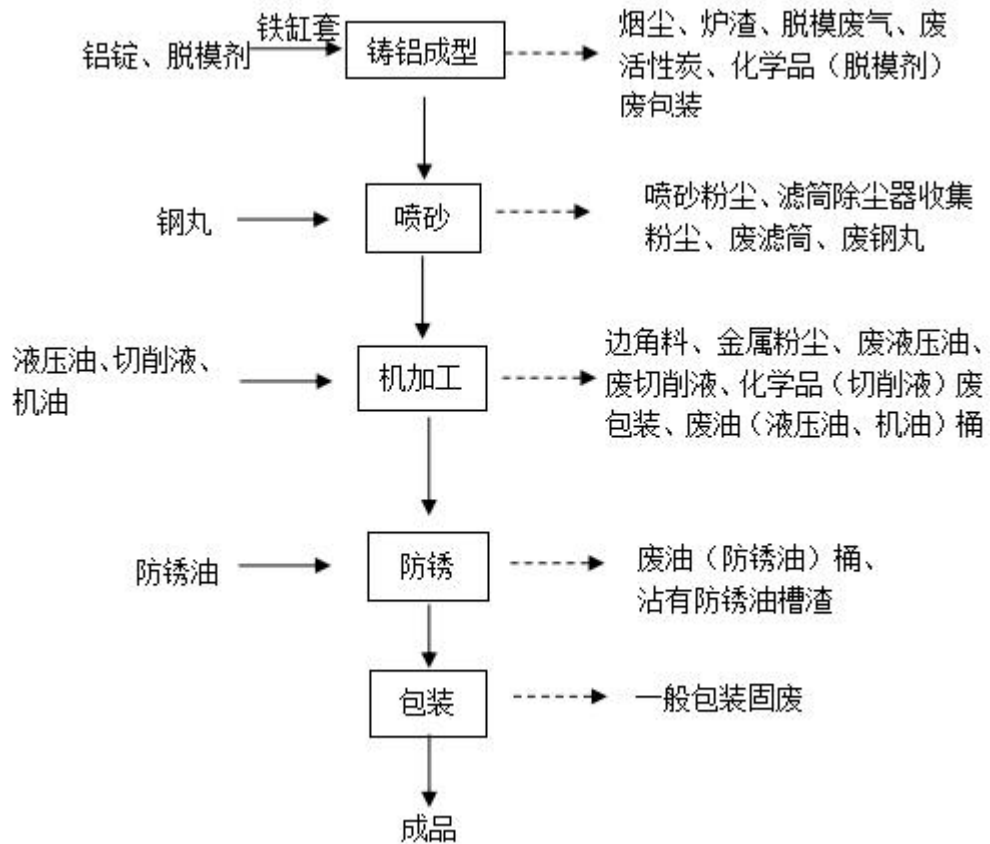 铁缸套
铝锭、脱模剂
铸铝成型
烟尘、炉渣、脱模废气、废
活性炭、化学品（脱模剂）
废包装
钢丸
喷砂
喷砂粉尘、滤筒除尘器收集
粉尘、废滤筒、废钢丸
液压油、切削液、
机油
机加工
边角料、金属粉尘、废液压油、
废切削液、化学品（切削液）废
包装、废油（液压油、机油）桶
防锈油
防锈
废油（防锈油）桶、
沾有防锈油槽渣
包装
一般包装固废
成品